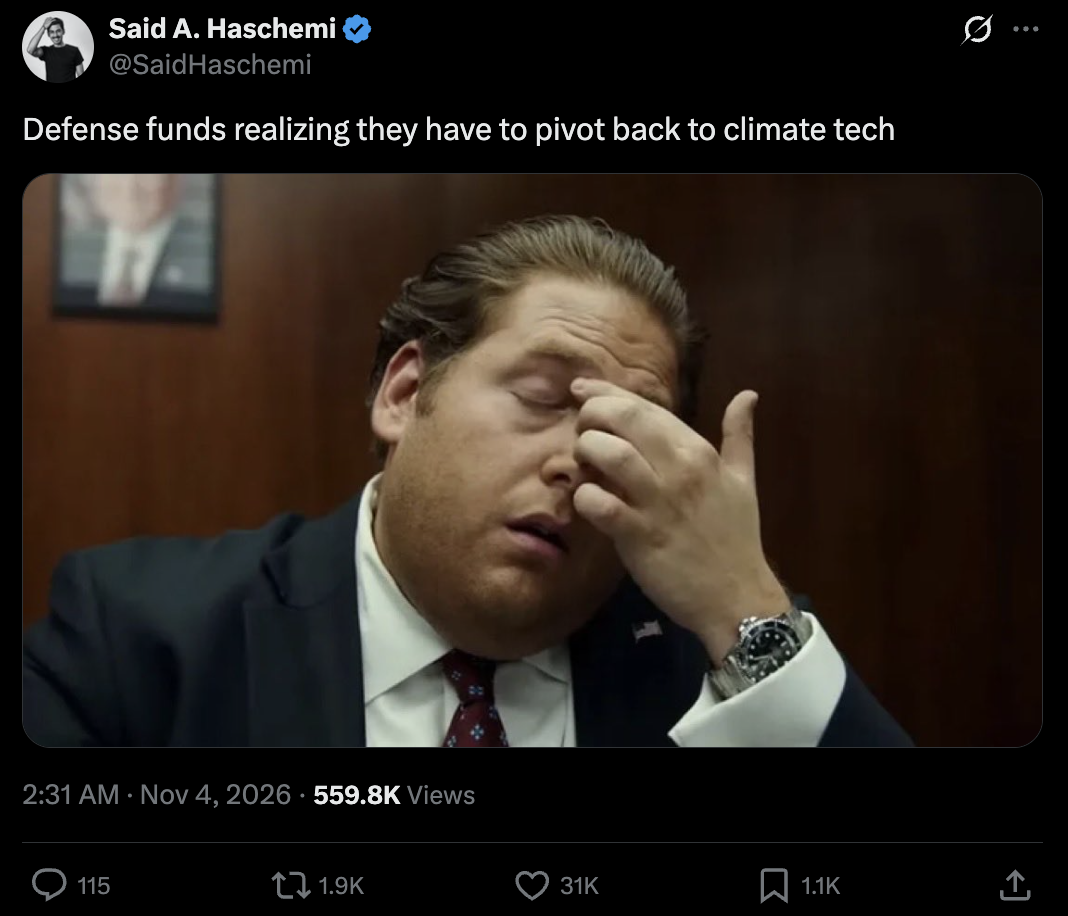 Said A. Haschemi
@SaidHaschemi
Defense funds realizing they have to pivot back to climate tech
2:31 AM · Nov 4, 2026 · 559.8K Views
115 1.9K 31K 1.1K